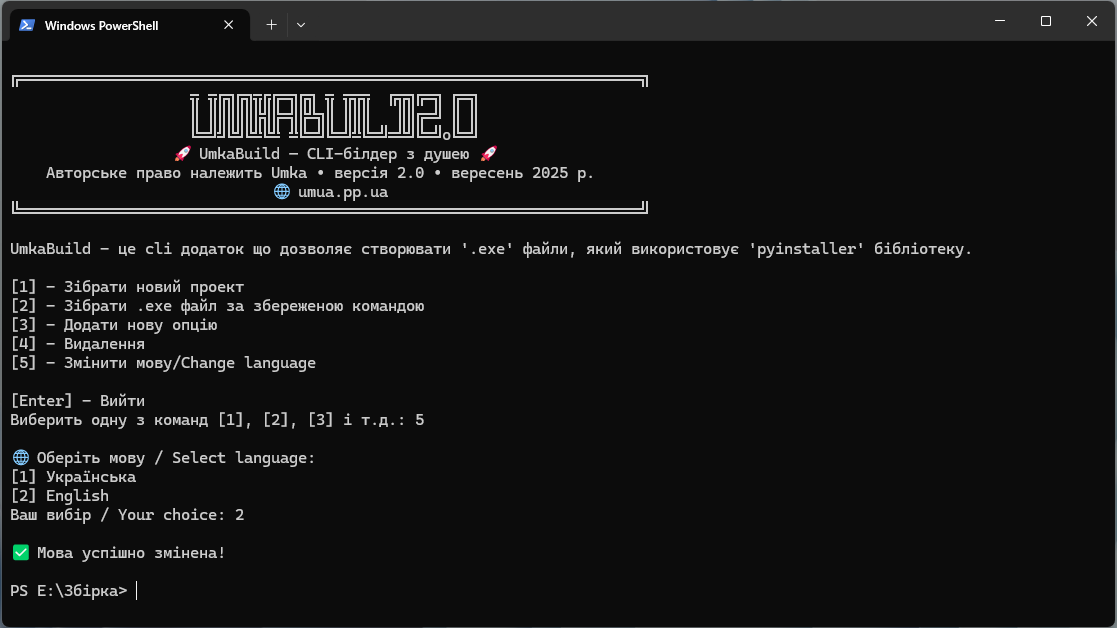 Windows PowerShell
UMKABUILD2.0
🚀 UmkaBuild — CLI-білдер з душею 🚀
Авторське право належить Umka • версія 2.0 • вересень 2025 р.
🌐 umua.pp.ua
UmkaBuild — це cli додаток що дозволяє створювати '.exe' файли, який використовує 'pyinstaller' бібліотеку.
[1] — Зібрати новий проект
[2] — Зібрати .exe файл за збереженою командою
[3] — Додати нову опцію
[4] — Видалення
[5] — Змінити мову/Change language
[Enter] — Вийти
Виберить одну з команд [1], [2], [3] і т.д.: 5
🌐 Оберіть мову / Select language:
[1] Українська
[2] English
Ваш вибір / Your choice: 2
✅ Мова успішно змінена!
PS E:\Збірка>